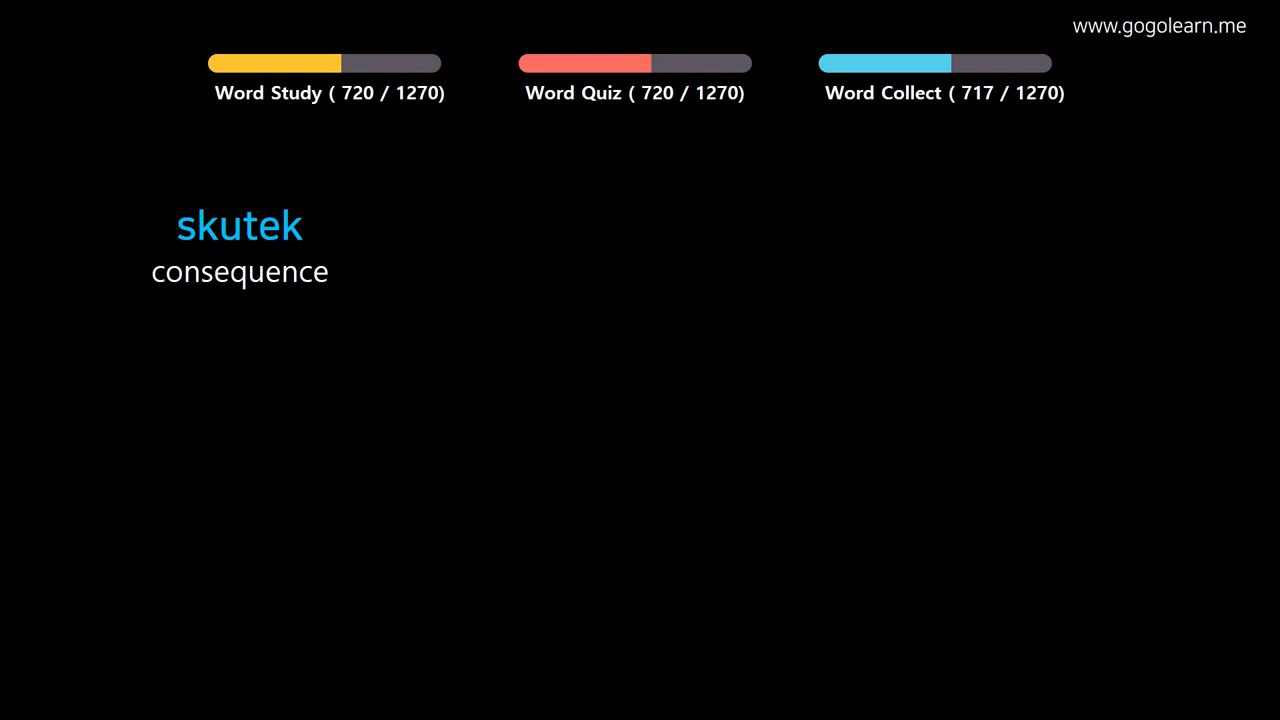 www.gogolearn.me
Word Study ( 720 / 1270)
Word Quiz ( 720 / 1270)
Word Collect ( 717 / 1270)
skutek
consequence